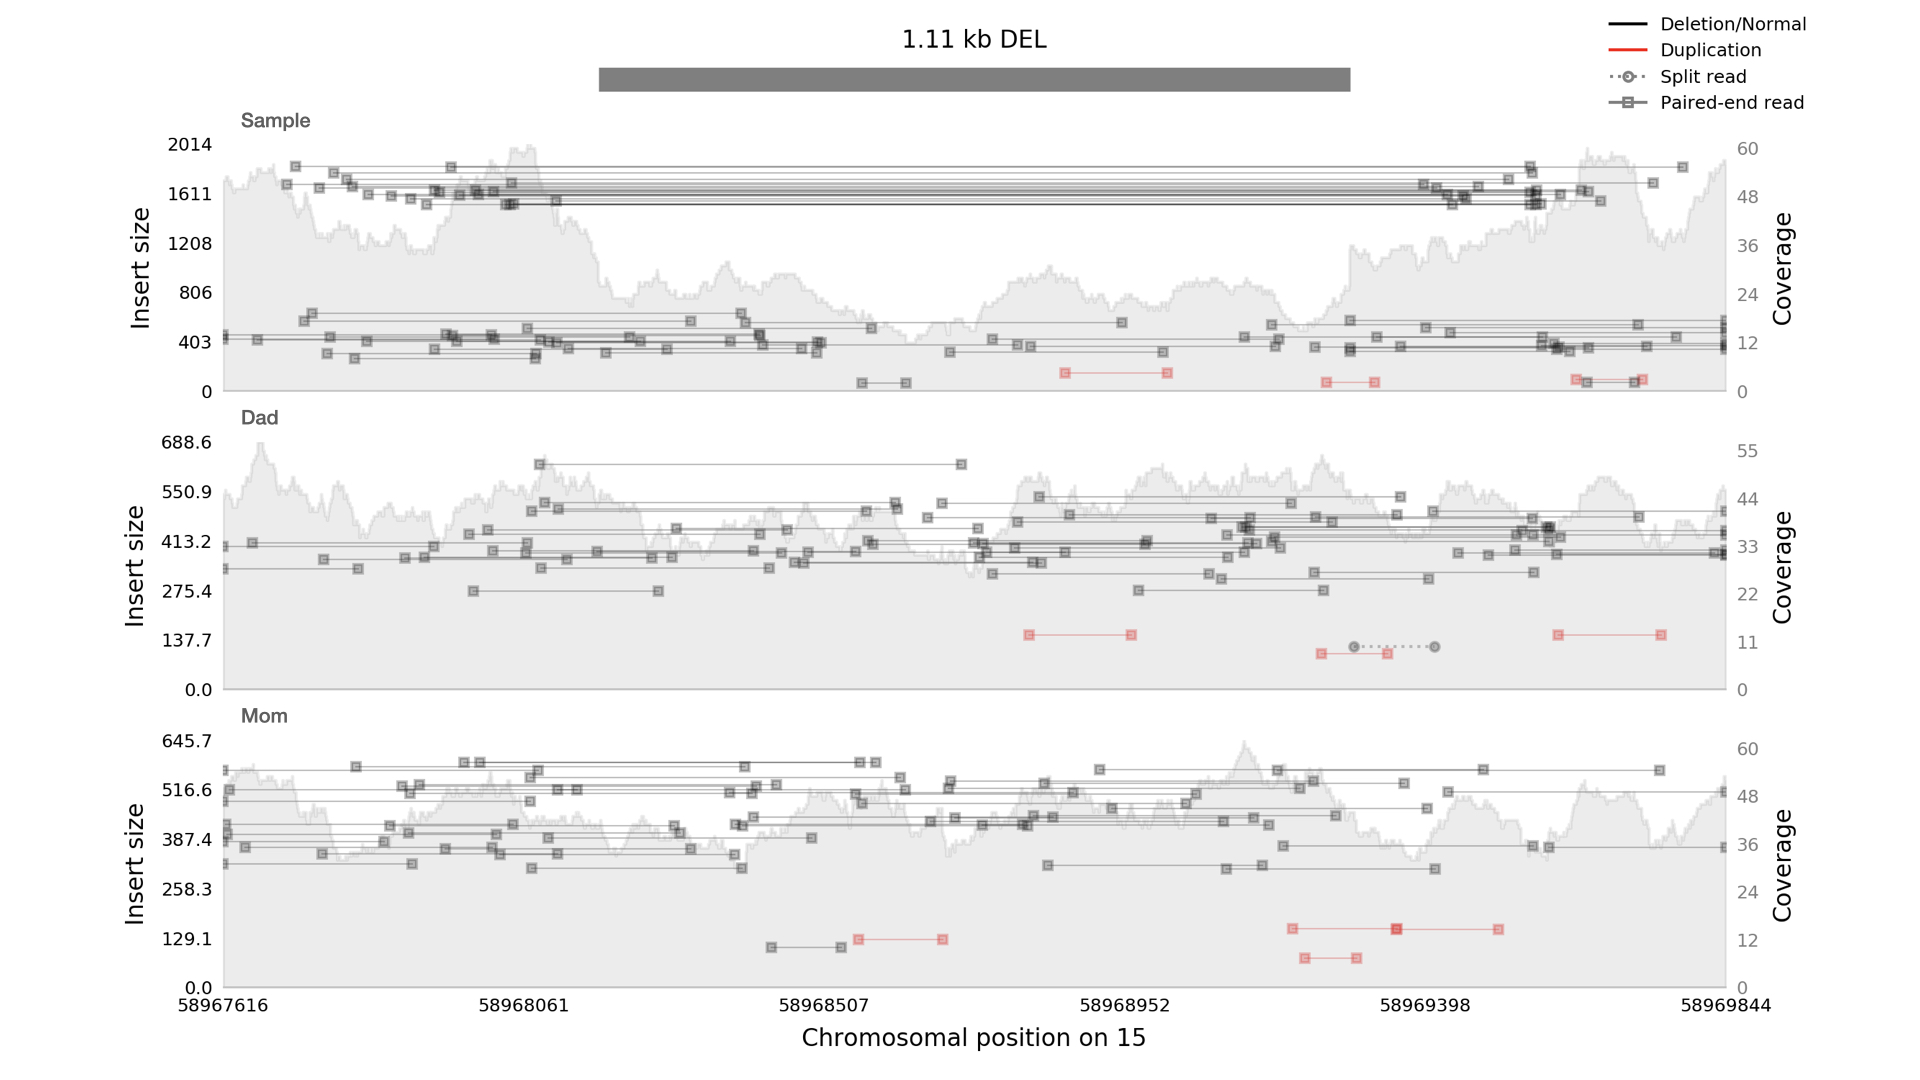 1.11 kb DEL
Deletion/Normal
Duplication
Split read
Paired-end read
Sample
2014
1611
1208
806
403
0
Insert size
60
48
36
24
12
0
Coverage
Dad
688.6
550.9
413.2
275.4
137.7
0.0
Insert size
55
44
33
22
11
0
Coverage
Mom
645.7
516.6
387.4
258.3
129.1
0.0
Insert size
60
48
36
24
12
0
Coverage
58967616 58968061 58968507 58968952 58969398 58969844
Chromosomal position on 15